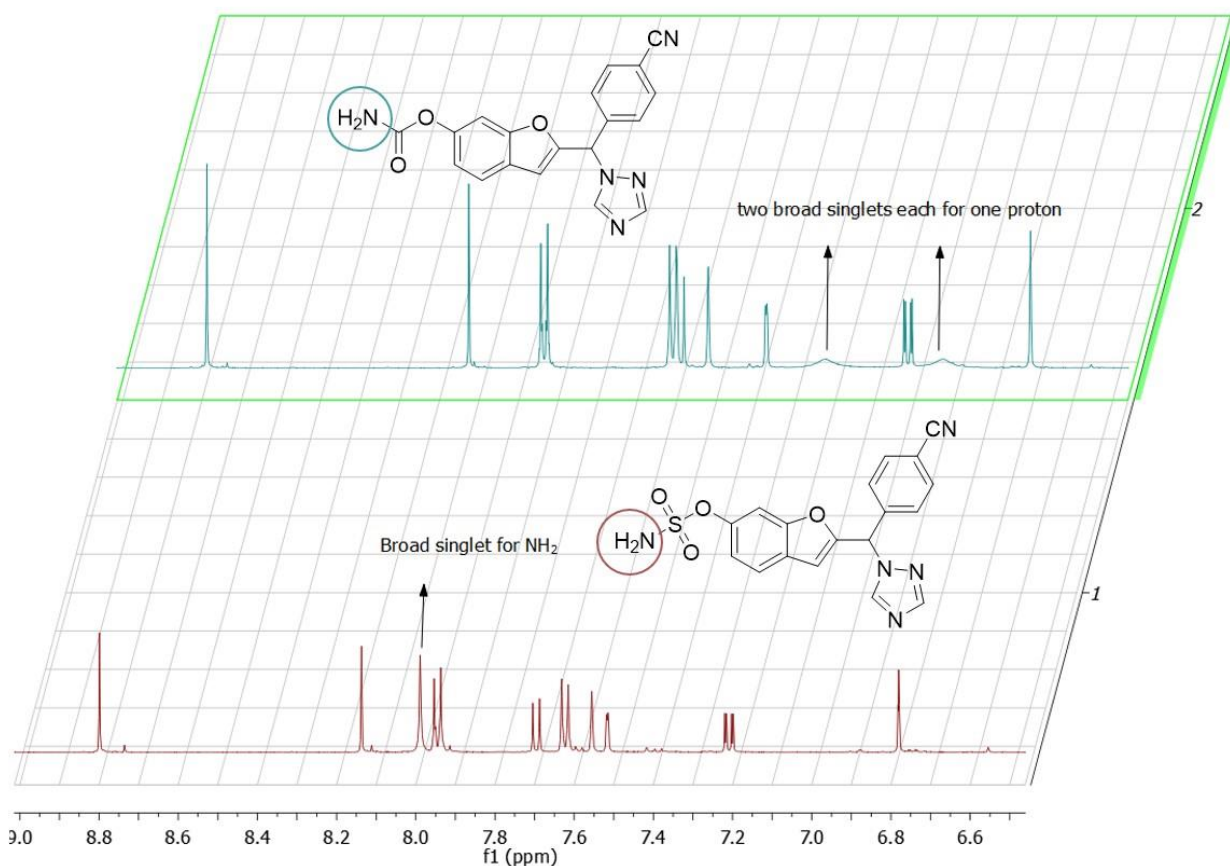 CN
H₂N
O
O
O
N
N
N
two broad singlets each for one proton
2
CN
O
S
O
O
H₂N
O
N
N
N
Broad singlet for NH₂
1
9.0 8.8 8.6 8.4 8.2 8.0 7.8 7.6 7.4 7.2 7.0 6.8 6.6
f1 (ppm)